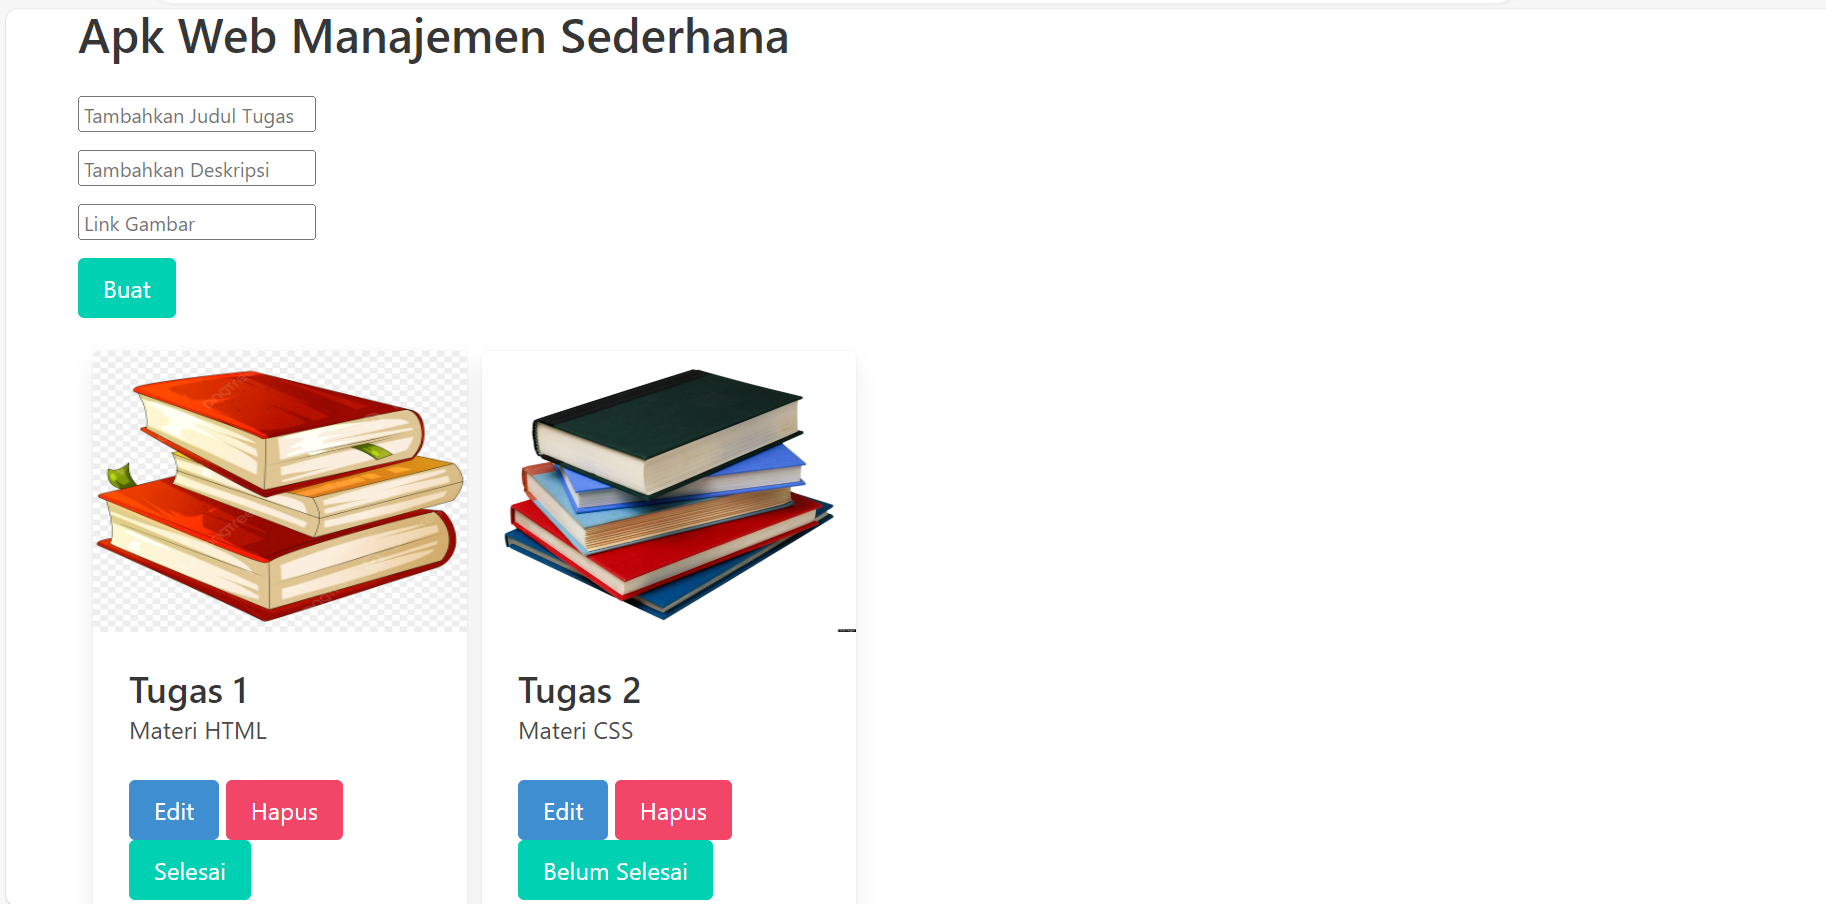 Apk Web Manajemen Sederhana
Tambahkan Judul Tugas
Tambahkan Deskripsi
Link Gambar
Buat
Tugas 1
Materi HTML
Edit Hapus
Selesai
Tugas 2
Materi CSS
Edit Hapus
Belum Selesai